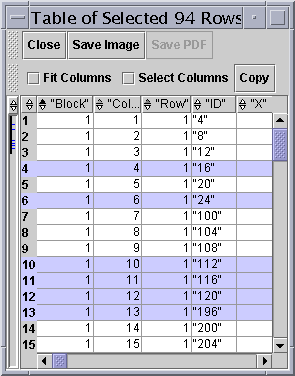 Table of Selected 94 Rows
Close Save Image Save PDF
Fit Columns Select Columns Copy
"Block" "Col... "Row" "ID" "X"
1 1 1 1 "4"
2 1 2 1 "8"
3 1 3 1 "12"
4 1 4 1 "16"
5 1 5 1 "20"
6 1 6 1 "24"
7 1 7 1 "100"
8 1 8 1 "104"
9 1 9 1 "108"
10 1 10 1 "112"
11 1 11 1 "116"
12 1 12 1 "120"
13 1 13 1 "196"
14 1 14 1 "200"
15 1 15 1 "204"